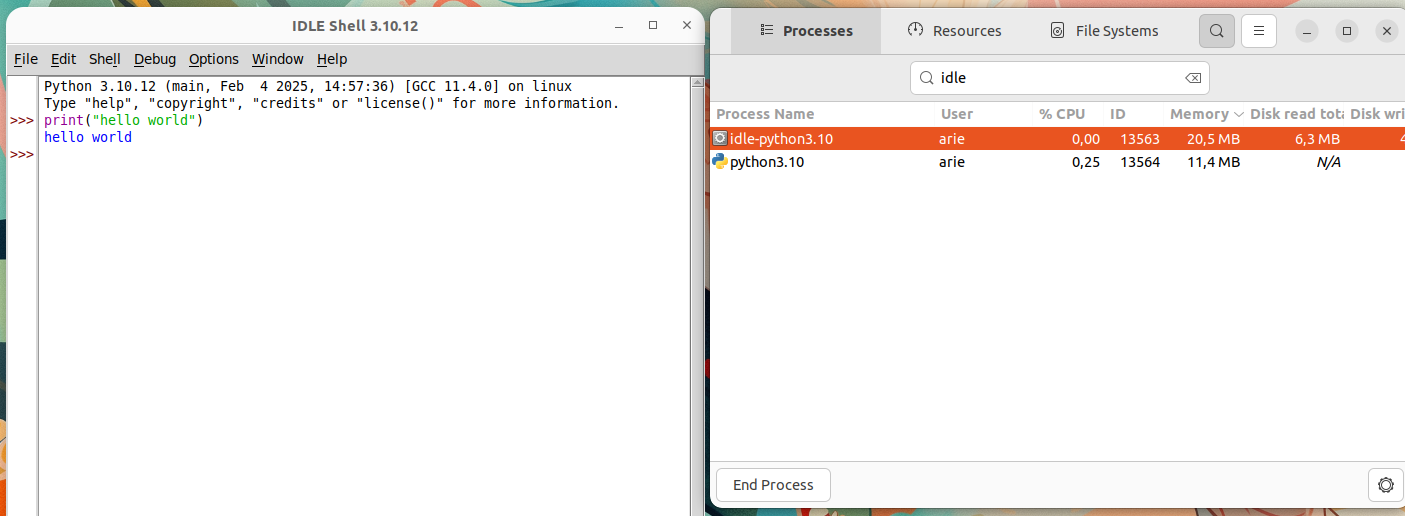 IDLE Shell 3.10.12
File Edit Shell Debug Options Window Help
Python 3.10.12 (main, Feb  4 2025, 14:57:36) [GCC 11.4.0] on linux
Type "help", "copyright", "credits" or "license()" for more information.
>>> print("hello world")
hello world
>>>
Processes Resources File Systems
idle
Process Name User % CPU ID Memory Disk read tota Disk wri
idle-python3.10 arie 0,00 13563 20,5 MB 6,3 MB 4
python3.10 arie 0,25 13564 11,4 MB N/A
End Process